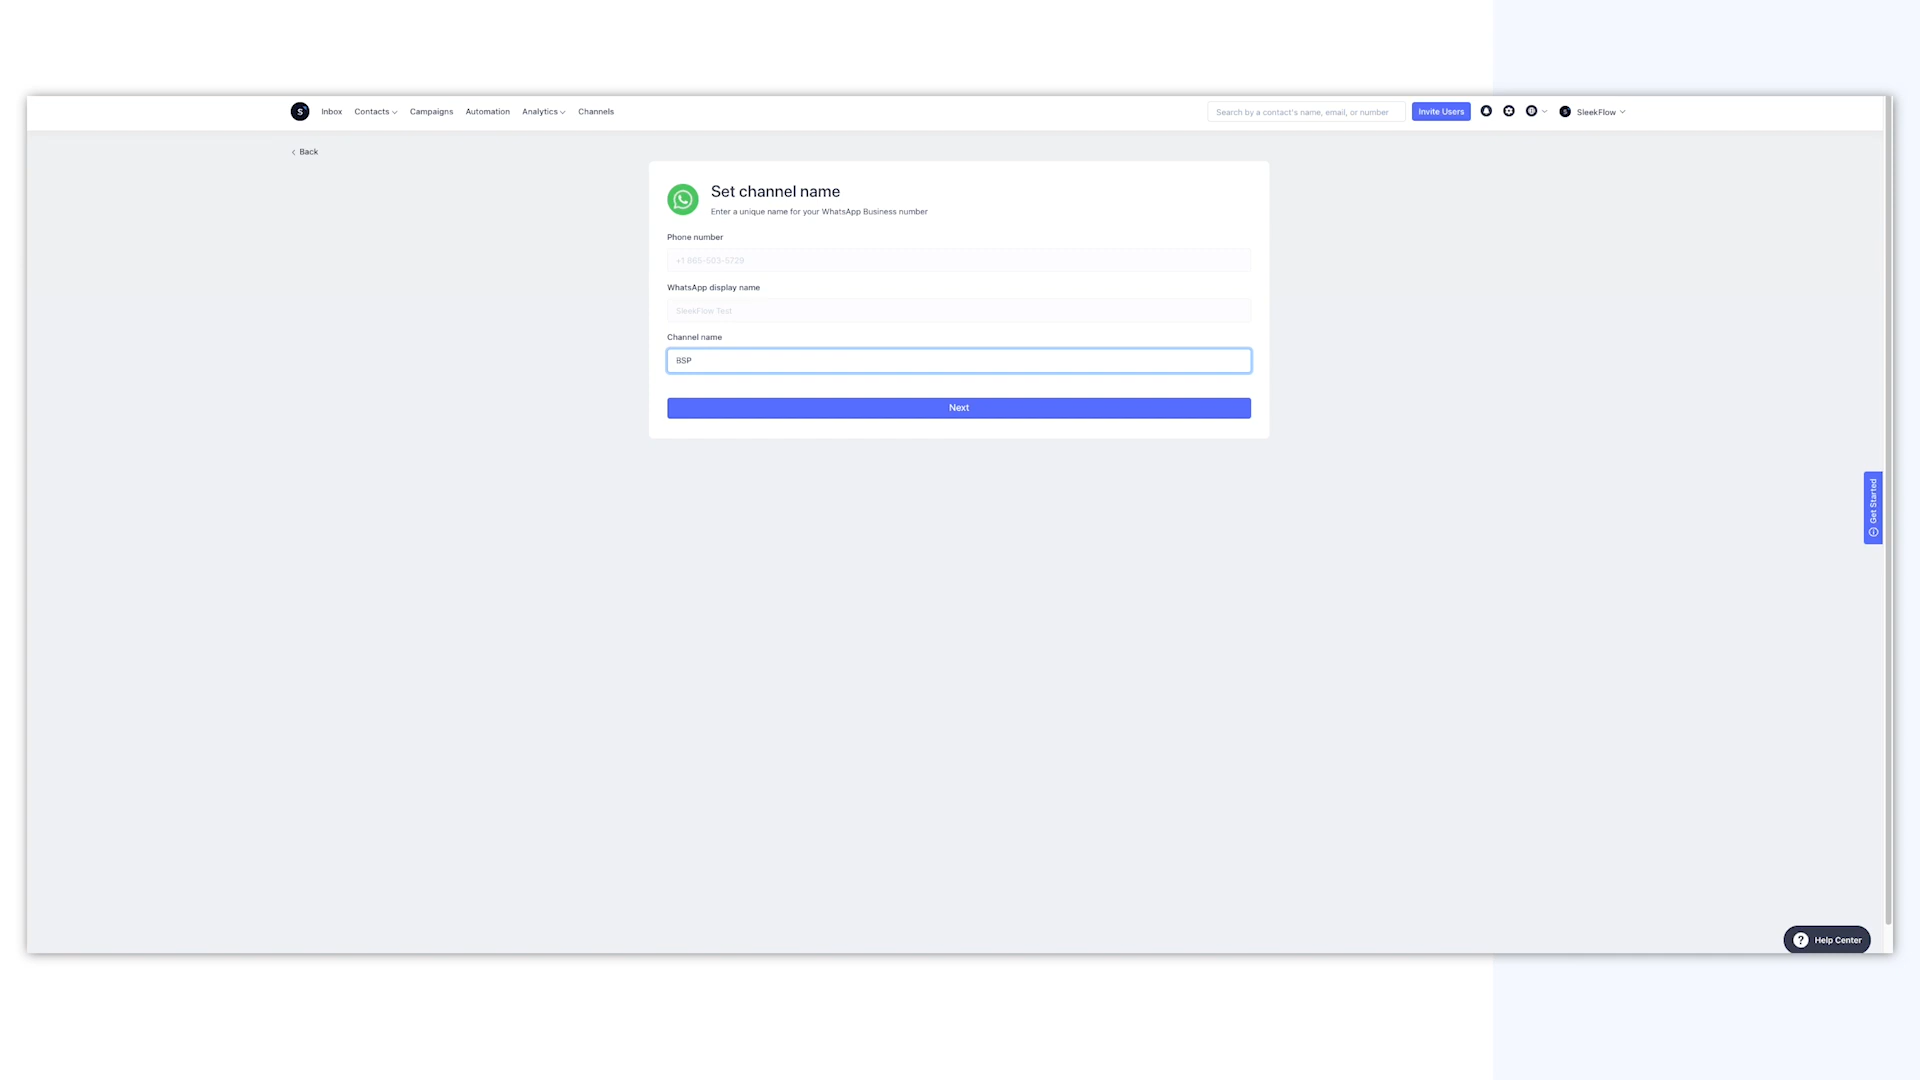 S Inbox Contacts Campaigns Automation Analytics Channels Search by a contact's name, email, or number Invite Users SleekFlow
Back
Set channel name
Enter a unique name for your WhatsApp Business number
Phone number
+1 865-503-5729
WhatsApp display name
SleekFlow Test
Channel name
BSP
Next
Get Started
? Help Center